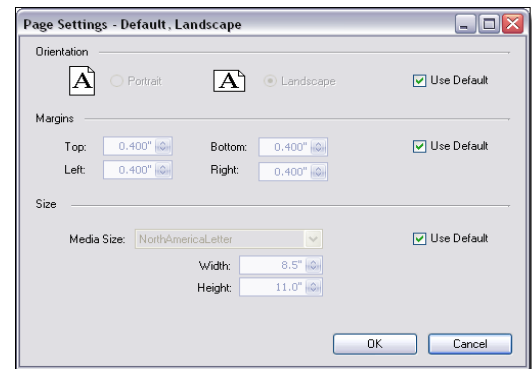 Page Settings - Default, Landscape
Orientation
A Portrait A Landscape Use Default
Margins
Top: 0.400" Bottom: 0.400" Use Default
Left: 0.400" Right: 0.400"
Size
Media Size: NorthAmericaLetter Use Default
Width: 8.5"
Height: 11.0"
OK Cancel